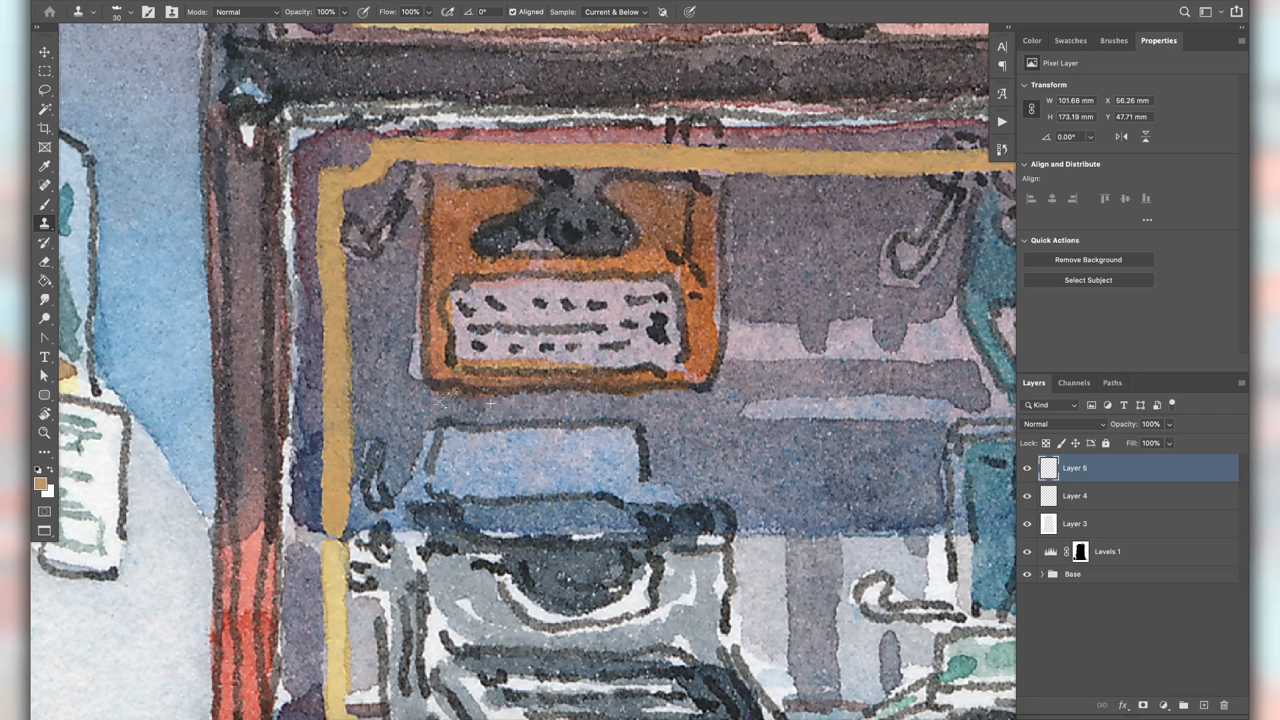 30
Mode: Normal
Opacity: 100%
Flow: 100%
0°
Aligned
Sample: Current & Below
Color
Swatches
Brushes
Properties
Pixel Layer
Transform
W 101.68 mm X 56.26 mm
H 173.19 mm Y 47.71 mm
0.00°
Align and Distribute
Align:
Quick Actions
Remove Background
Select Subject
Layers
Channels
Paths
Kind
Normal
Opacity: 100%
Lock:
Fill: 100%
Layer 5
Layer 4
Layer 3
Levels 1
Base
fx